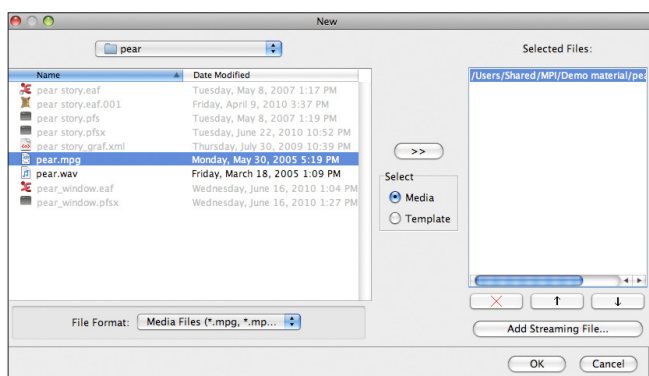 New
pear
Selected Files:
Name Date Modified
pear story.eaf Tuesday, May 8, 2007 1:17 PM
pear story.eaf.001 Friday, April 9, 2010 3:37 PM
pear story.pfs Tuesday, May 8, 2007 1:19 PM
pear story.pfsx Tuesday, June 22, 2010 10:52 PM
pear story_graf.xml Thursday, July 30, 2009 10:39 PM
pear.mpg Monday, May 30, 2005 5:19 PM
pear.wav Friday, March 18, 2005 1:09 PM
pear_window.eaf Wednesday, June 16, 2010 1:04 PM
pear_window.pfsx Wednesday, June 16, 2010 1:27 PM
/Users/Shared/MPI/Demo material/pea
>>
Select
Media
Template
File Format: Media Files (*.mpg, *.mp...
Add Streaming File...
OK Cancel